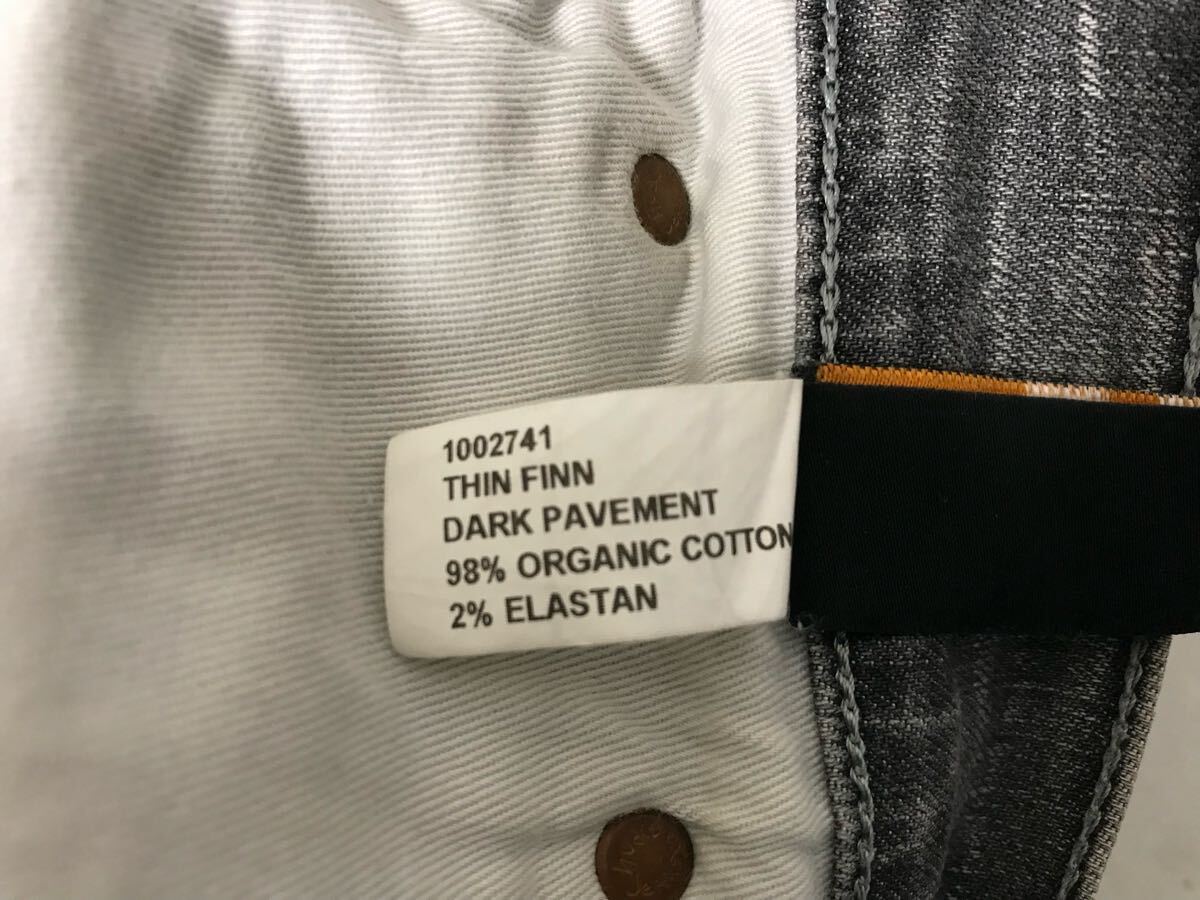 1002741
THIN FINN
DARK PAVEMENT
98% ORGANIC COTTON
2% ELASTAN